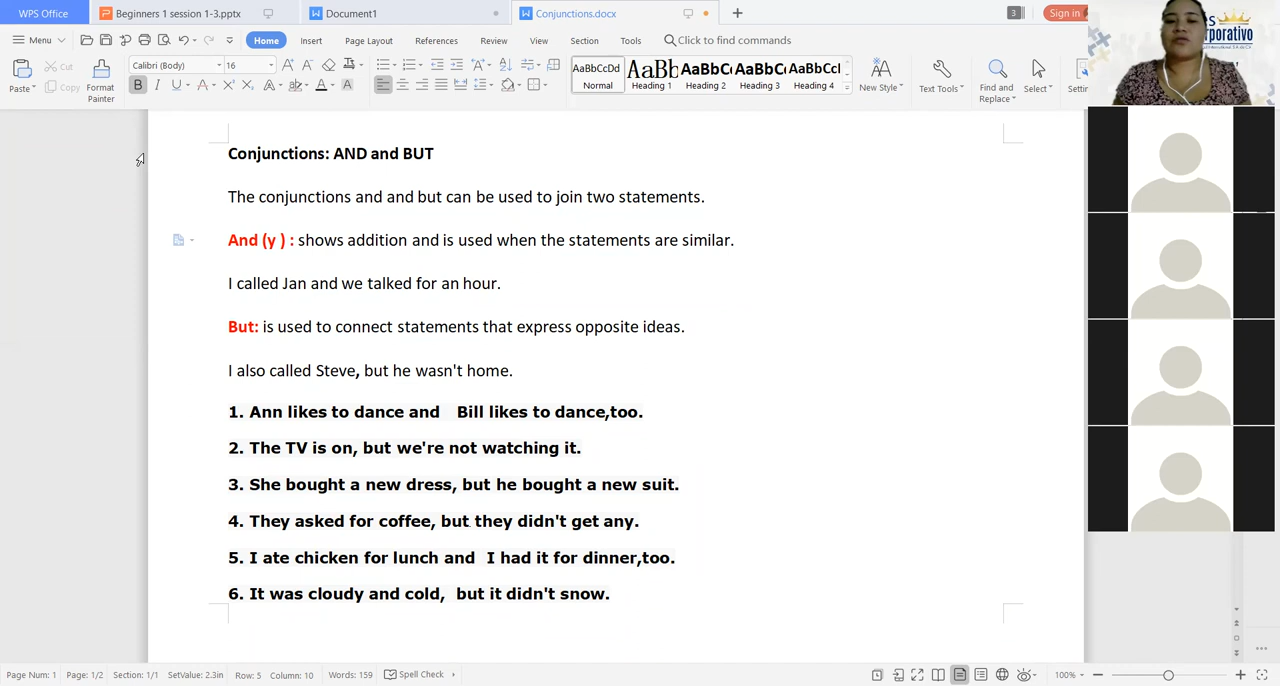 WPS Office
Beginners 1 session 1-3.pptx
Document1
Conjunctions.docx
3
Sign in
Menu
Home
Insert
Page Layout
References
Review
View
Section
Tools
Click to find commands
Paste
Cut
Copy
Format Painter
Calibri (Body)
16
AaBbCcDd
Normal
Heading 1
Heading 2
Heading 3
Heading 4
New Style
Text Tools
Find and Replace
Select
Conjunctions: AND and BUT
The conjunctions and and but can be used to join two statements.
And (y ) : shows addition and is used when the statements are similar.
I called Jan and we talked for an hour.
But: is used to connect statements that express opposite ideas.
I also called Steve, but he wasn't home.
1. Ann likes to dance and Bill likes to dance,too.
2. The TV is on, but we're not watching it.
3. She bought a new dress, but he bought a new suit.
4. They asked for coffee, but they didn't get any.
5. I ate chicken for lunch and I had it for dinner,too.
6. It was cloudy and cold, but it didn't snow.
Page Num: 1
Page: 1/2
Section: 1/1
SetValue: 2.3in
Row: 5
Column: 10
Words: 159
Spell Check
100%